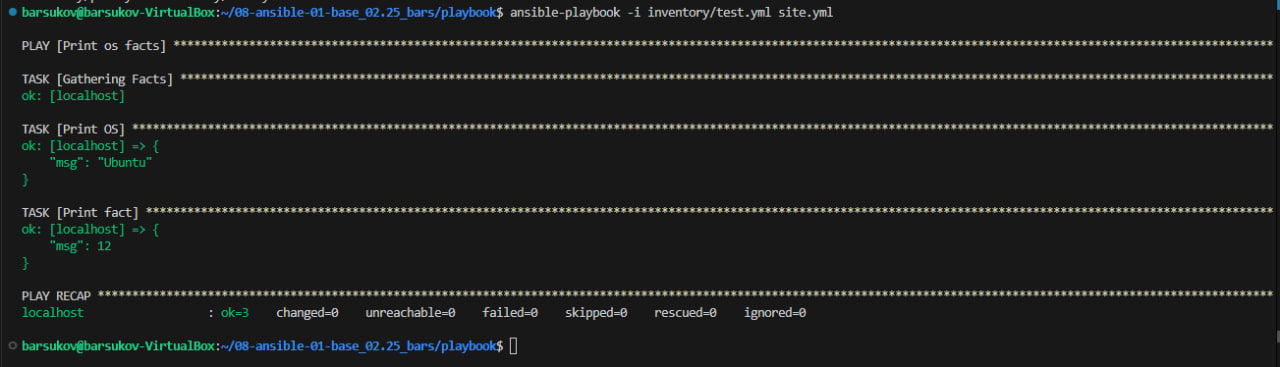 barsukov@barsukov-VirtualBox:~/08-ansible-01-base_02.25_bars/playbook$ ansible-playbook -i inventory/test.yml site.yml
PLAY [Print os facts] ****************************************************************************************************************************************************************
TASK [Gathering Facts] ***************************************************************************************************************************************************************
ok: [localhost]
TASK [Print OS] **********************************************************************************************************************************************************************
ok: [localhost] => {
    "msg": "Ubuntu"
}
TASK [Print fact] ********************************************************************************************************************************************************************
ok: [localhost] => {
    "msg": 12
}
PLAY RECAP ***************************************************************************************************************************************************************************
localhost                  : ok=3    changed=0    unreachable=0    failed=0    skipped=0    rescued=0    ignored=0
barsukov@barsukov-VirtualBox:~/08-ansible-01-base_02.25_bars/playbook$